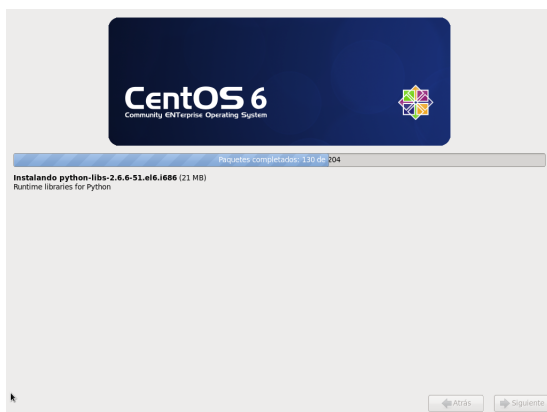 CentOS 6
Community ENTerprise Operating System
Paquetes completados: 130 de 204
Instalando python-libs-2.6.6-51.el6.i686 (21 MB)
Runtime libraries for Python
Atrás
Siguiente